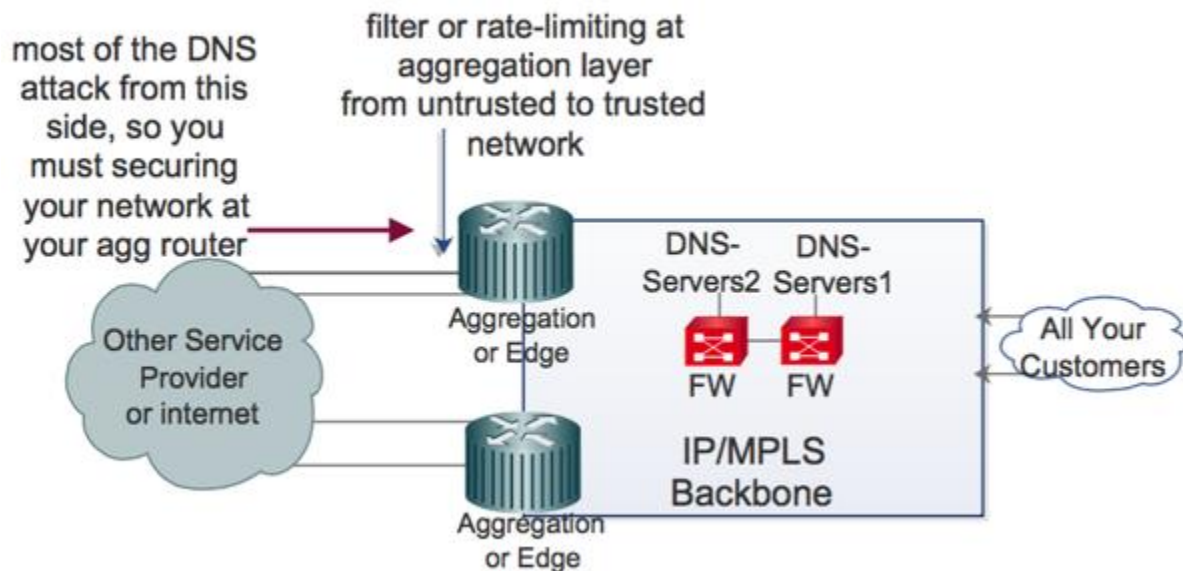 most of the DNS
attack from this
side, so you
must securing
your network at
your agg router
filter or rate-limiting at
aggregation layer
from untrusted to trusted
network
Other Service
Provider
or internet
Aggregation
or Edge
Aggregation
or Edge
DNS-
Servers2
DNS-
Servers1
FW
FW
IP/MPLS
Backbone
All Your
Customers